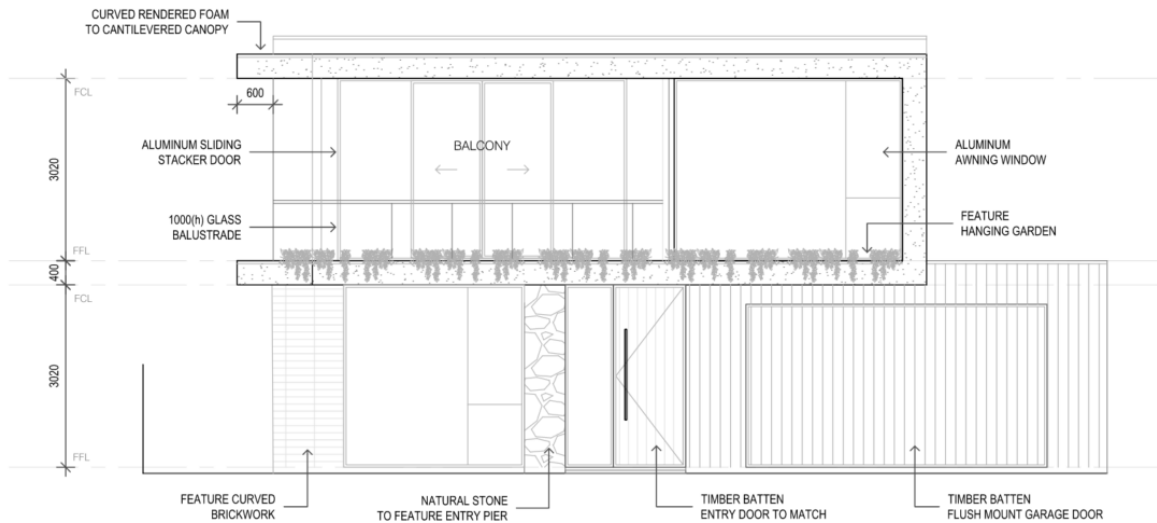 CURVED RENDERED FOAM
TO CANTILEVERED CANOPY
FCL
600
3020
ALUMINUM SLIDING
STACKER DOOR
BALCONY
ALUMINUM
AWNING WINDOW
1000(h) GLASS
BALUSTRADE
FEATURE
HANGING GARDEN
FFL
400
FCL
3020
FFL
FEATURE CURVED
BRICKWORK
NATURAL STONE
TO FEATURE ENTRY PIER
TIMBER BATTEN
ENTRY DOOR TO MATCH
TIMBER BATTEN
FLUSH MOUNT GARAGE DOOR